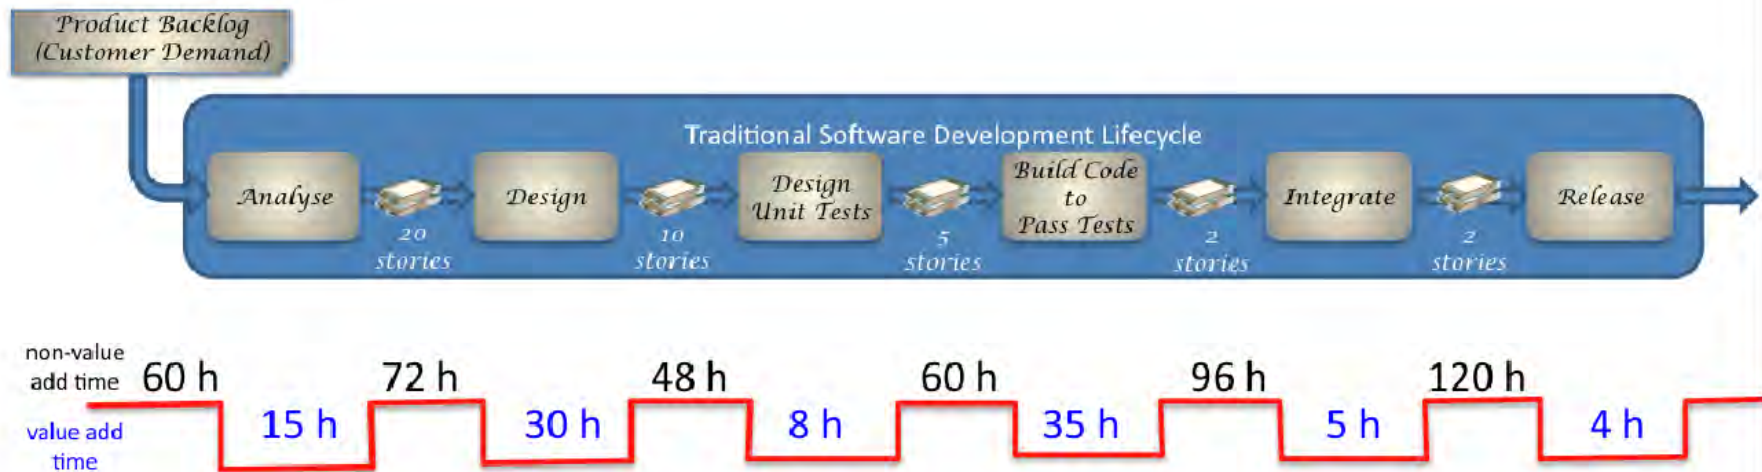 Product Backlog
(Customer Demand)
Traditional Software Development Lifecycle
Analyse
20
stories
Design
10
stories
Design
Unit Tests
5
stories
Build Code
to
Pass Tests
2
stories
Integrate
2
stories
Release
non-value
add time
60 h
72 h
48 h
60 h
96 h
120 h
value add
time
15 h
30 h
8 h
35 h
5 h
4 h